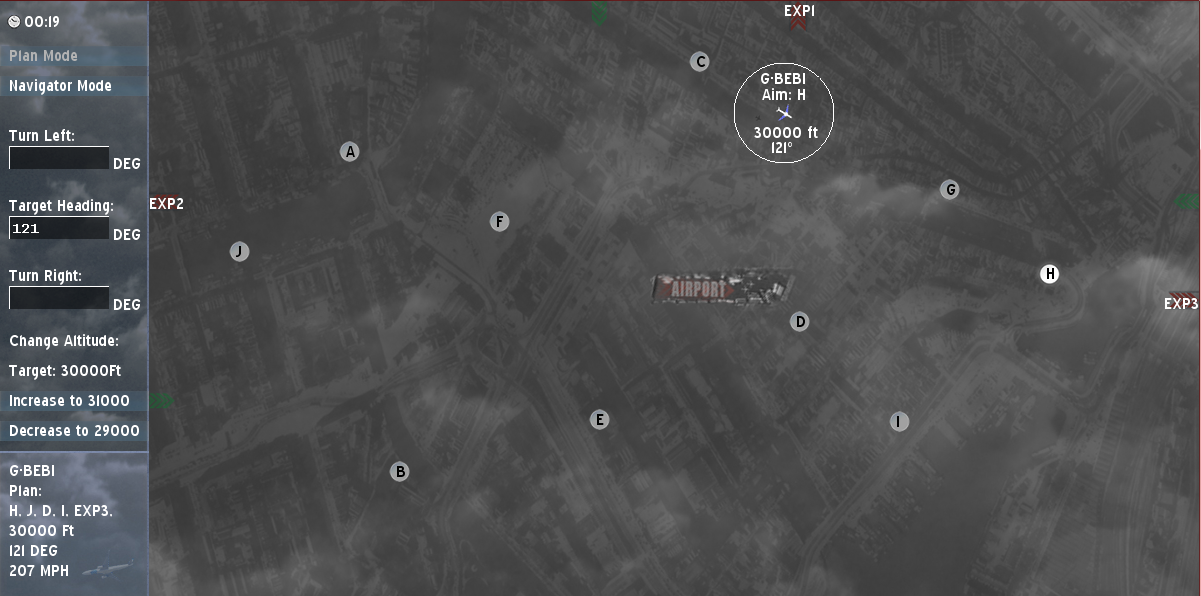 00:19
Plan Mode
Navigator Mode
Turn Left:
DEG
Target Heading:
121
DEG
Turn Right:
DEG
Change Altitude:
Target: 30000Ft
Increase to 31000
Decrease to 29000
G-BEBI
Plan:
H. J. D. I. EXP3.
30000 Ft
121 DEG
207 MPH
EXP1
C
G-BEBI
Aim: H
30000 ft
121°
A
G
EXP2
F
J
H
AIRPORT
EXP3
D
E
I
B